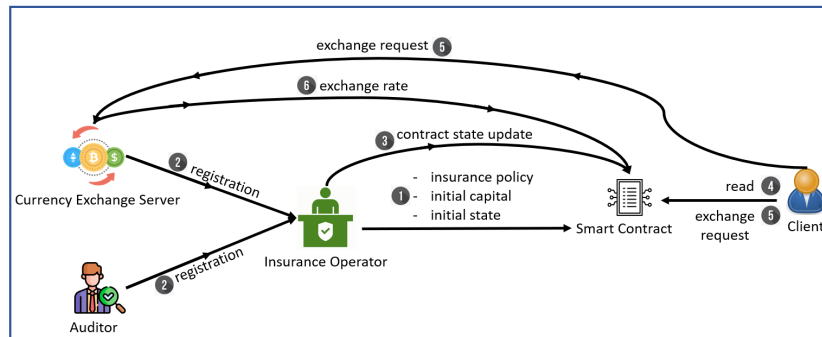 exchange request 5
6 exchange rate
3 contract state update
2 registration
- insurance policy
1 - initial capital
- initial state
read 4
exchange 5
request
Currency Exchange Server
Insurance Operator
Smart Contract
Client
2 registration
Auditor